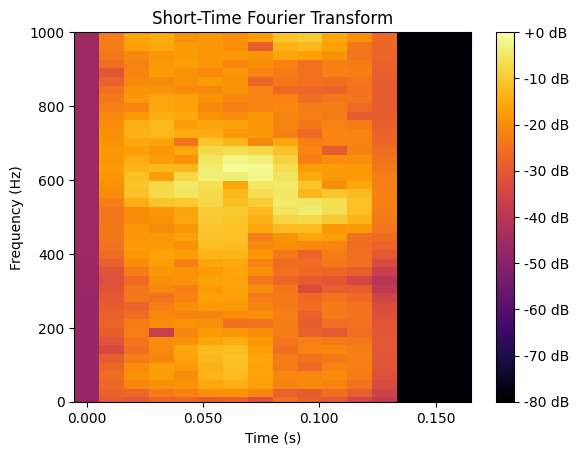 Short-Time Fourier Transform
1000
800
600
400
200
0
Frequency (Hz)
0.000
0.050
0.100
0.150
Time (s)
+0 dB
-10 dB
-20 dB
-30 dB
-40 dB
-50 dB
-60 dB
-70 dB
-80 dB